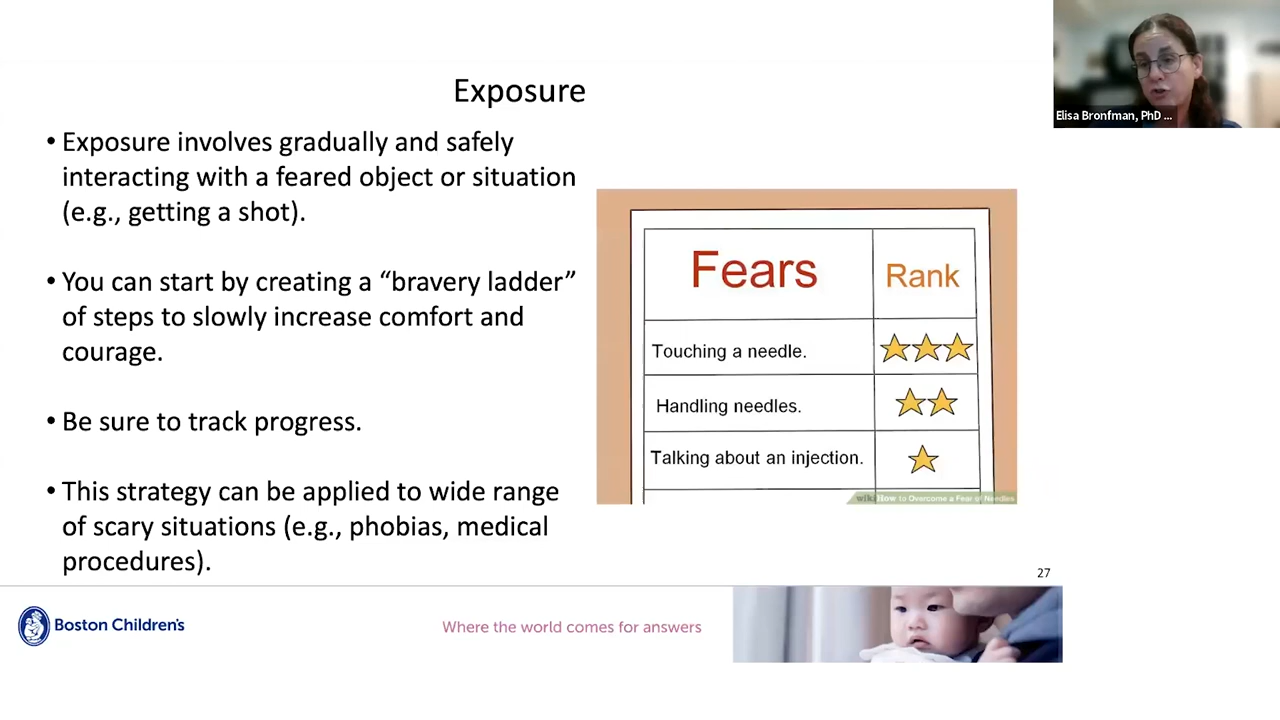 Exposure
• Exposure involves gradually and safely
interacting with a feared object or situation
(e.g., getting a shot).
• You can start by creating a “bravery ladder”
of steps to slowly increase comfort and
courage.
• Be sure to track progress.
• This strategy can be applied to wide range
of scary situations (e.g., phobias, medical
procedures).
Fears
Rank
Touching a needle.
Handling needles.
Talking about an injection.
wikiHow to Overcome a Fear of Needles
Elisa Bronfman, PhD ...
27
Boston Children's
Where the world comes for answers